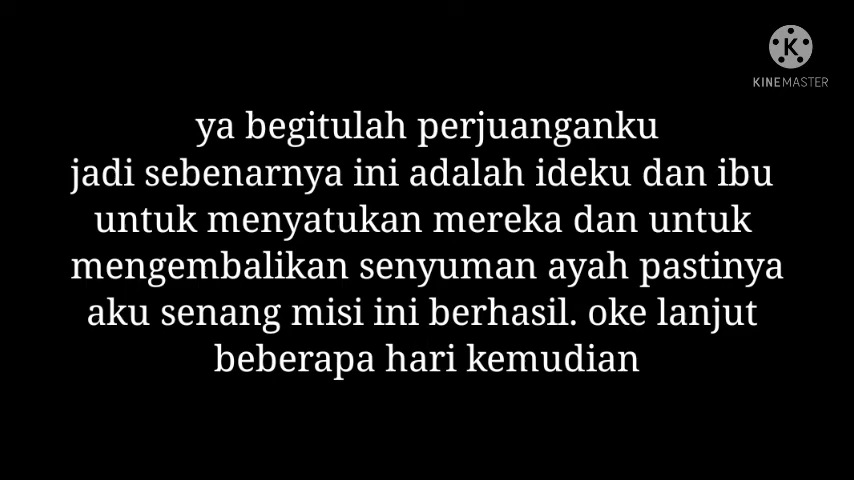 KINEMASTER
ya begitulah perjuanganku
jadi sebenarnya ini adalah ideku dan ibu
untuk menyatukan mereka dan untuk
mengembalikan senyuman ayah pastinya
aku senang misi ini berhasil. oke lanjut
beberapa hari kemudian